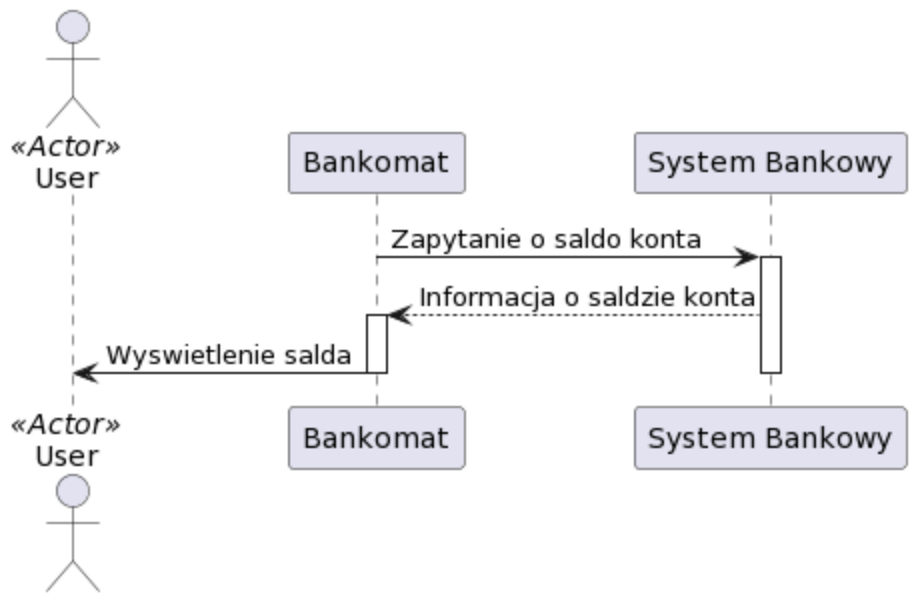 «Actor»
User
Bankomat
System Bankowy
Zapytanie o saldo konta
Informacja o saldzie konta
Wyswietlenie salda
«Actor»
User
Bankomat
System Bankowy